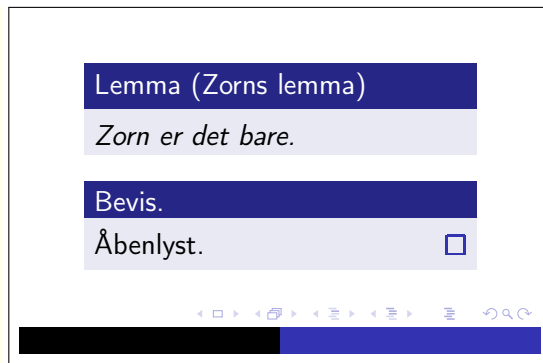 Lemma (Zorns lemma)
Zorn er det bare.
Bevis.
Åbenlyst.